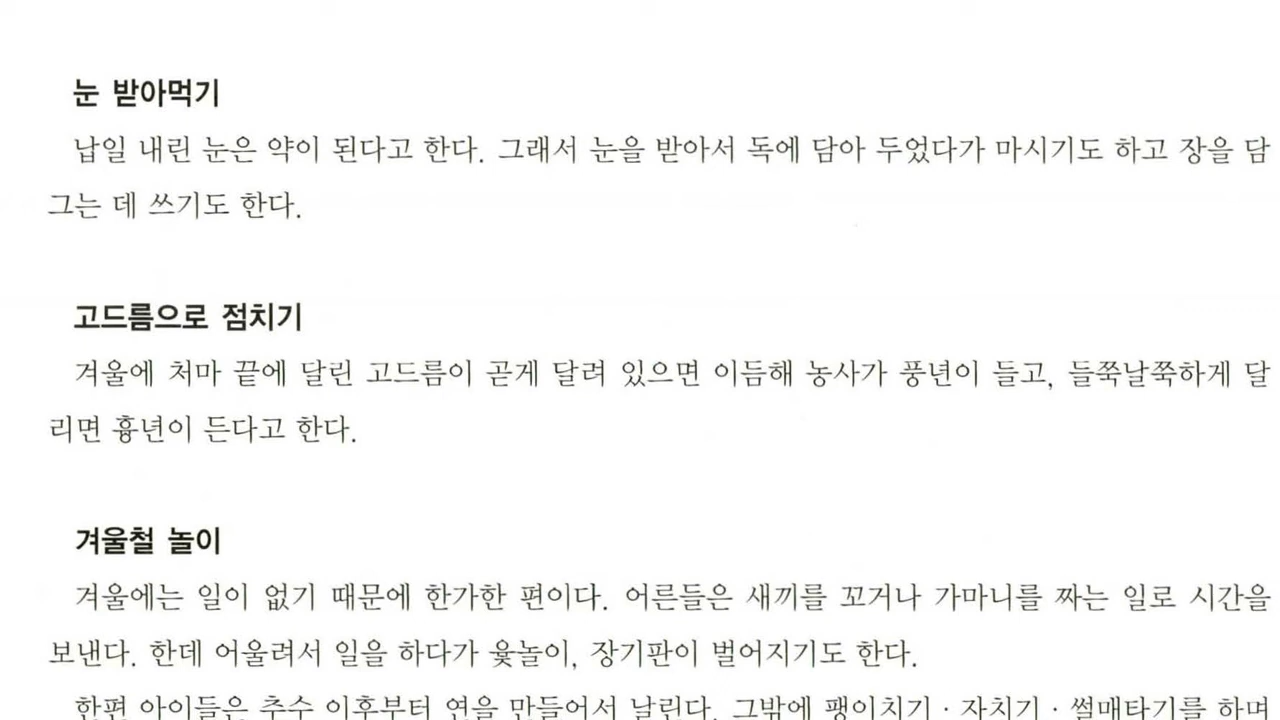 눈 받아먹기
납일 내린 눈은 약이 된다고 한다. 그래서 눈을 받아서 독에 담아 두었다가 마시기도 하고 장을 담
그는 데 쓰기도 한다.
고드름으로 점치기
겨울에 처마 끝에 달린 고드름이 곧게 달려 있으면 이듬해 농사가 풍년이 들고, 들쭉날쭉하게 달
리면 흉년이 든다고 한다.
겨울철 놀이
겨울에는 일이 없기 때문에 한가한 편이다. 어른들은 새끼를 꼬거나 가마니를 짜는 일로 시간을
보낸다. 한데 어울려서 일을 하다가 윷놀이, 장기판이 벌어지기도 한다.
한편 아이들은 추수 이후부터 연을 만들어서 날린다. 그밖에 팽이치기 · 자치기 · 썰매타기를 하며